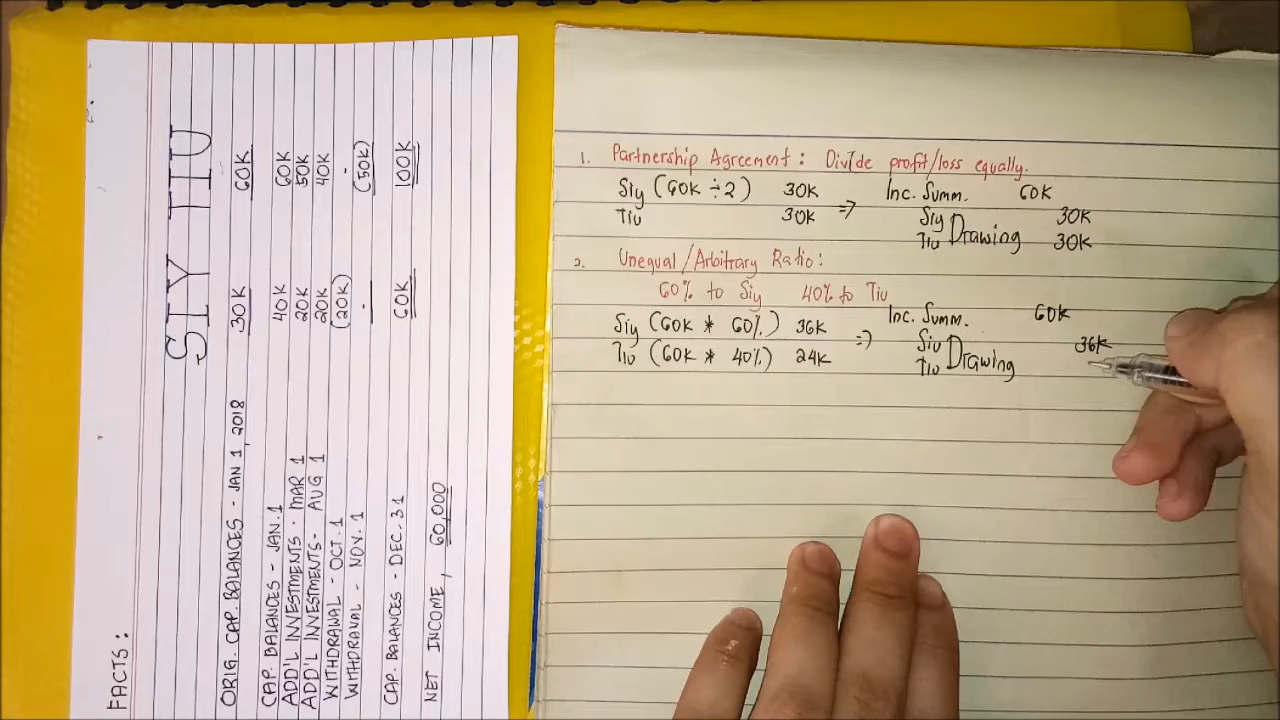 FACTS:
SIY TIU
ORIG. CAP. BALANCES - JAN 1, 2018 30K 60K
CAP. BALANCES - JAN. 1 40K 60K
ADD'L INVESTMENTS - MAR 1 20K 50K
ADD'L INVESTMENTS - AUG 1 20K 40K
WITHDRAWAL - OCT. 1 (20K) -
WITHDRAWAL - NOV. 1 - (50K)
CAP. BALANCES - DEC. 31 60K 100K
NET INCOME, 60,000
1. Partnership Agreement: Divide profit/loss equally.
Siy (60K ÷ 2) 30K => Inc. Summ. 60K
Tiu 30K Siy Drawing 30K
Tiu 30K
2. Unequal/Arbitrary Ratio:
60% to Siy 40% to Tiu
Siy (60K * 60%) 36K => Inc. Summ. 60K
Tiu (60K * 40%) 24K Siy Drawing 36K
Tiu